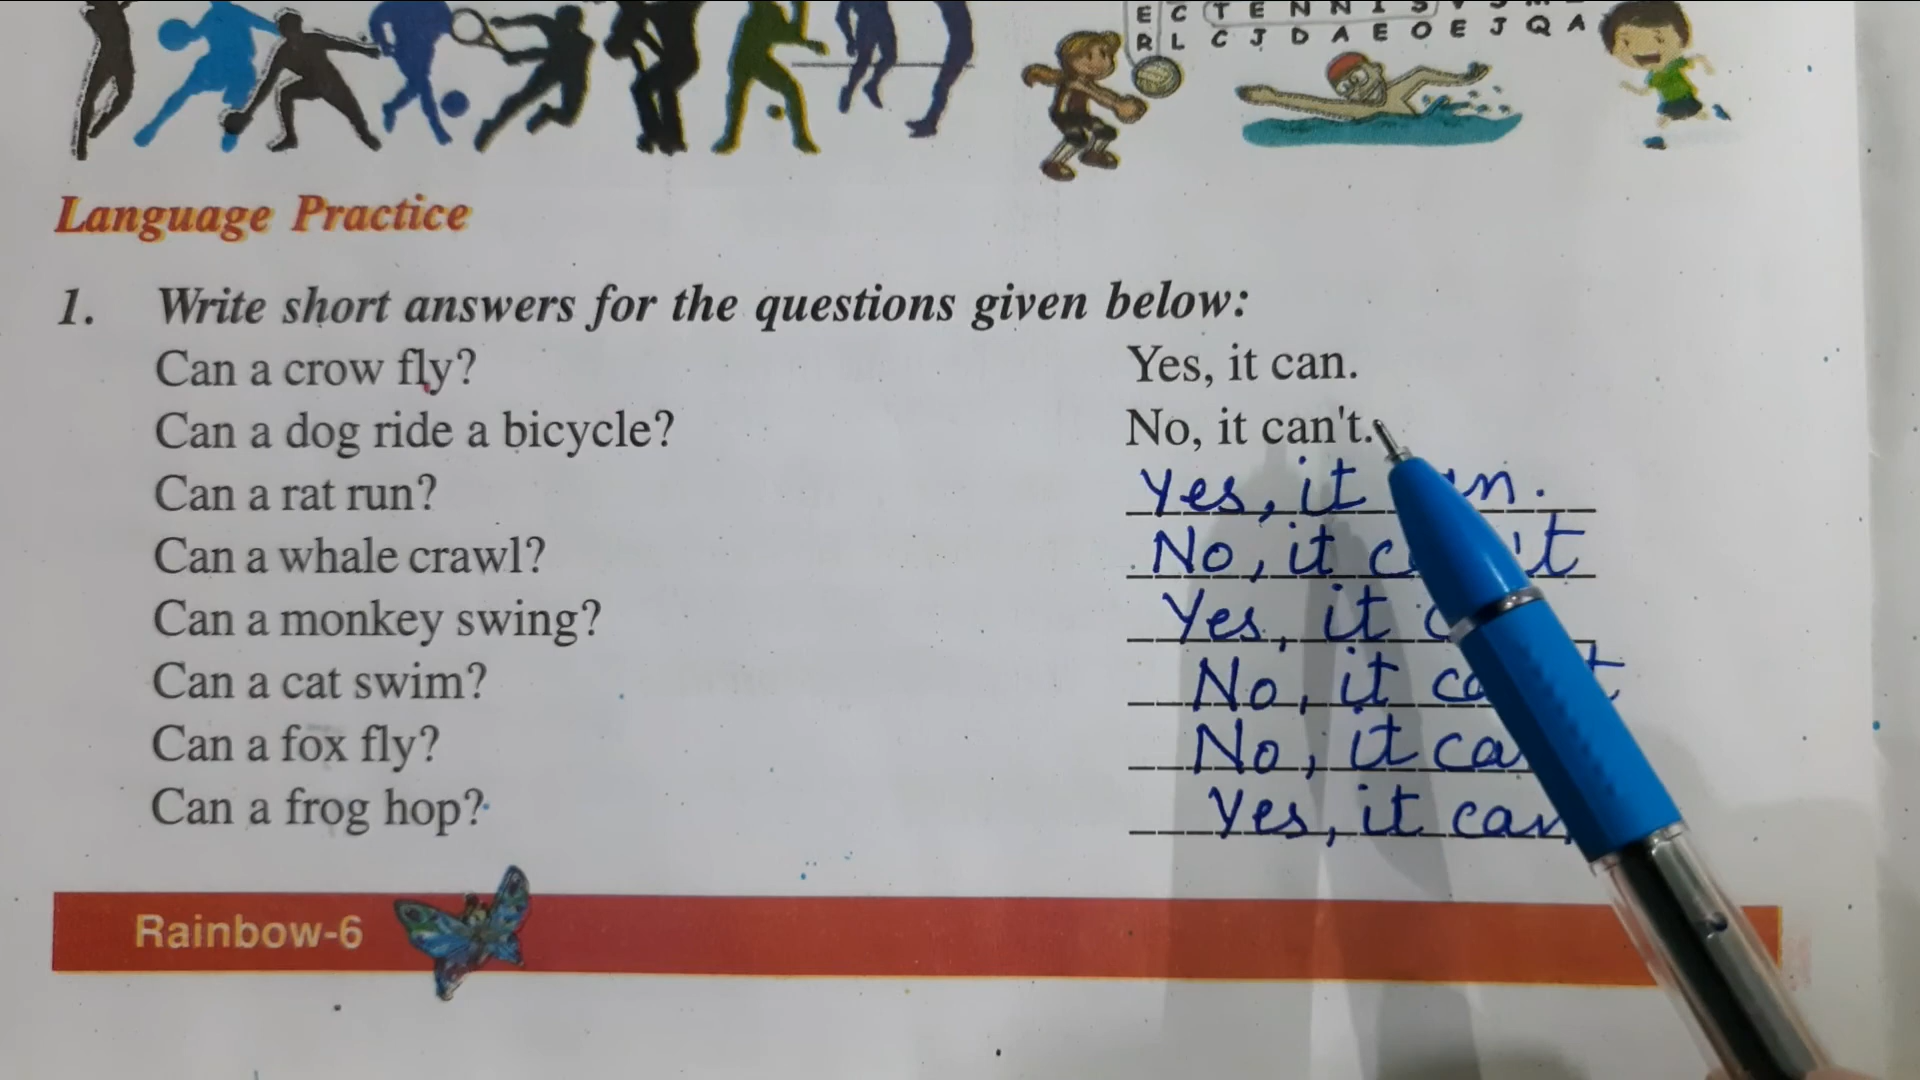 E C T E N N I S
R L C J D A E O E J Q A
Language Practice
1. Write short answers for the questions given below:
Can a crow fly? Yes, it can.
Can a dog ride a bicycle? No, it can't.
Can a rat run? Yes, it
Can a whale crawl? No, it
Can a monkey swing? Yes, it
Can a cat swim? No, it
Can a fox fly? No, it
Can a frog hop? Yes, it can
Rainbow-6